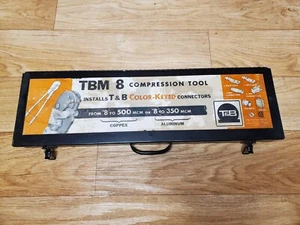 TBM 8 COMPRESSION TOOL
INSTALLS T&B COLOR-KEYED CONNECTORS
FROM 8 TO 500 MCM OR 8 TO 350 MCM
COPPER ALUMINUM
T&B